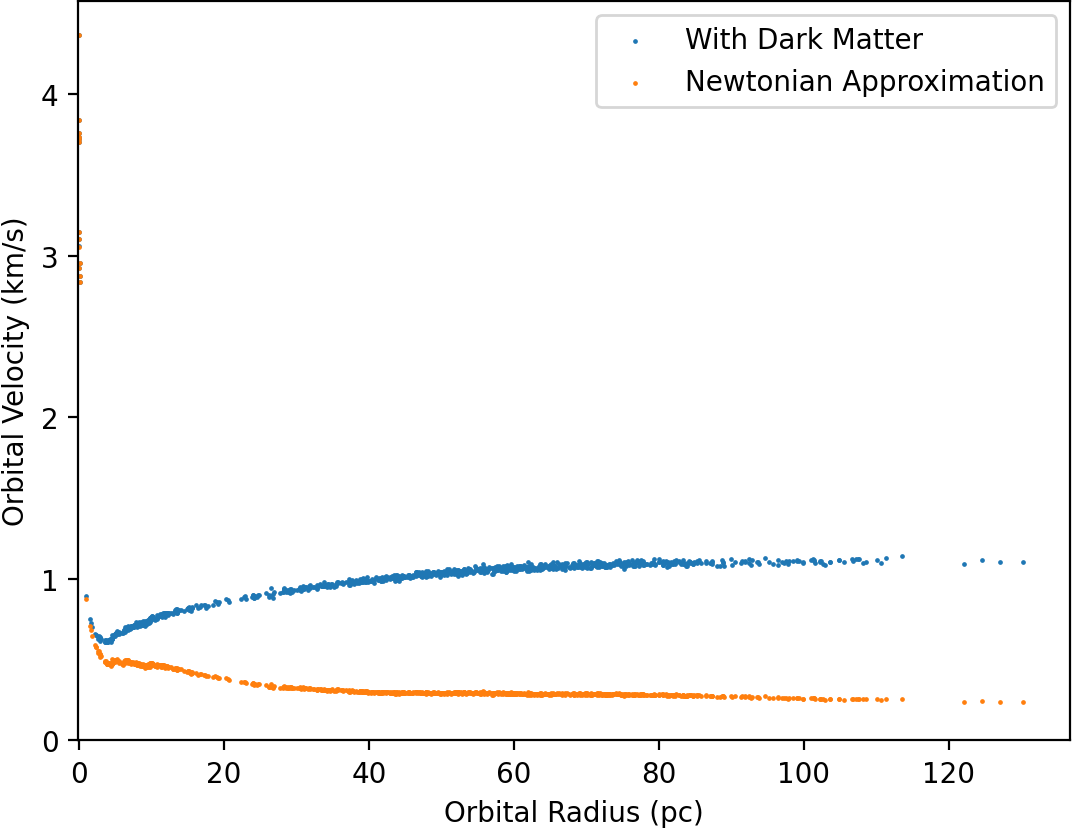 With Dark Matter
Newtonian Approximation
Orbital Velocity (km/s)
4
3
2
1
0
0 20 40 60 80 100 120
Orbital Radius (pc)